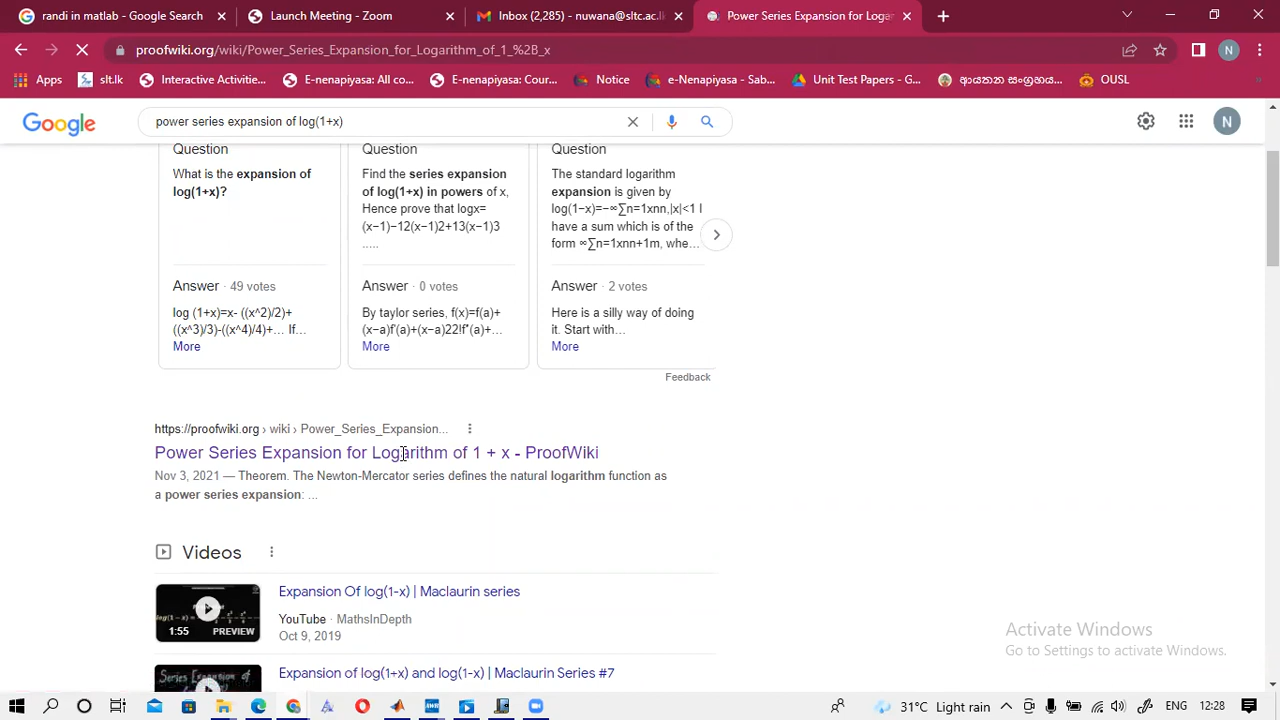 randi in matlab - Google Search
Launch Meeting - Zoom
Inbox (2,285) - nuwana@sltc.ac.l
Power Series Expansion for Logar
proofwiki.org/wiki/Power_Series_Expansion_for_Logarithm_of_1_%2B_x
N
Apps
slt.lk
Interactive Activitie...
E-nenapiyasa: All co...
E-nenapiyasa: Cour...
Notice
e-Nenapiyasa - Sab...
Unit Test Papers - G...
ආයතන සංග්‍රහය...
OUSL
Google
power series expansion of log(1+x)
N
Question
What is the expansion of
log(1+x)?
Answer · 49 votes
log (1+x)=x- ((x^2)/2)+
((x^3)/3)-((x^4)/4)+... If...
More
Question
Find the series expansion
of log(1+x) in powers of x,
Hence prove that logx=
(x−1)−12(x−1)2+13(x−1)3
.....
Answer · 0 votes
By taylor series, f(x)=f(a)+
(x−a)f′(a)+(x−a)22!f″(a)+...
More
Question
The standard logarithm
expansion is given by
log(1−x)=−∞∑n=1xnn,|x|<1 I
have a sum which is of the
form ∞∑n=1xnn+1m, whe...
Answer · 2 votes
Here is a silly way of doing
it. Start with...
More
Feedback
https://proofwiki.org › wiki › Power_Series_Expansion...
Power Series Expansion for Logarithm of 1 + x - ProofWiki
Nov 3, 2021 — Theorem. The Newton-Mercator series defines the natural logarithm function as
a power series expansion: ...
Videos
1:55 PREVIEW
Expansion Of log(1-x) | Maclaurin series
YouTube · MathsInDepth
Oct 9, 2019
Series Expansion of
Expansion of log(1+x) and log(1-x) | Maclaurin Series #7
Activate Windows
Go to Settings to activate Windows.
31°C Light rain
ENG
12:28